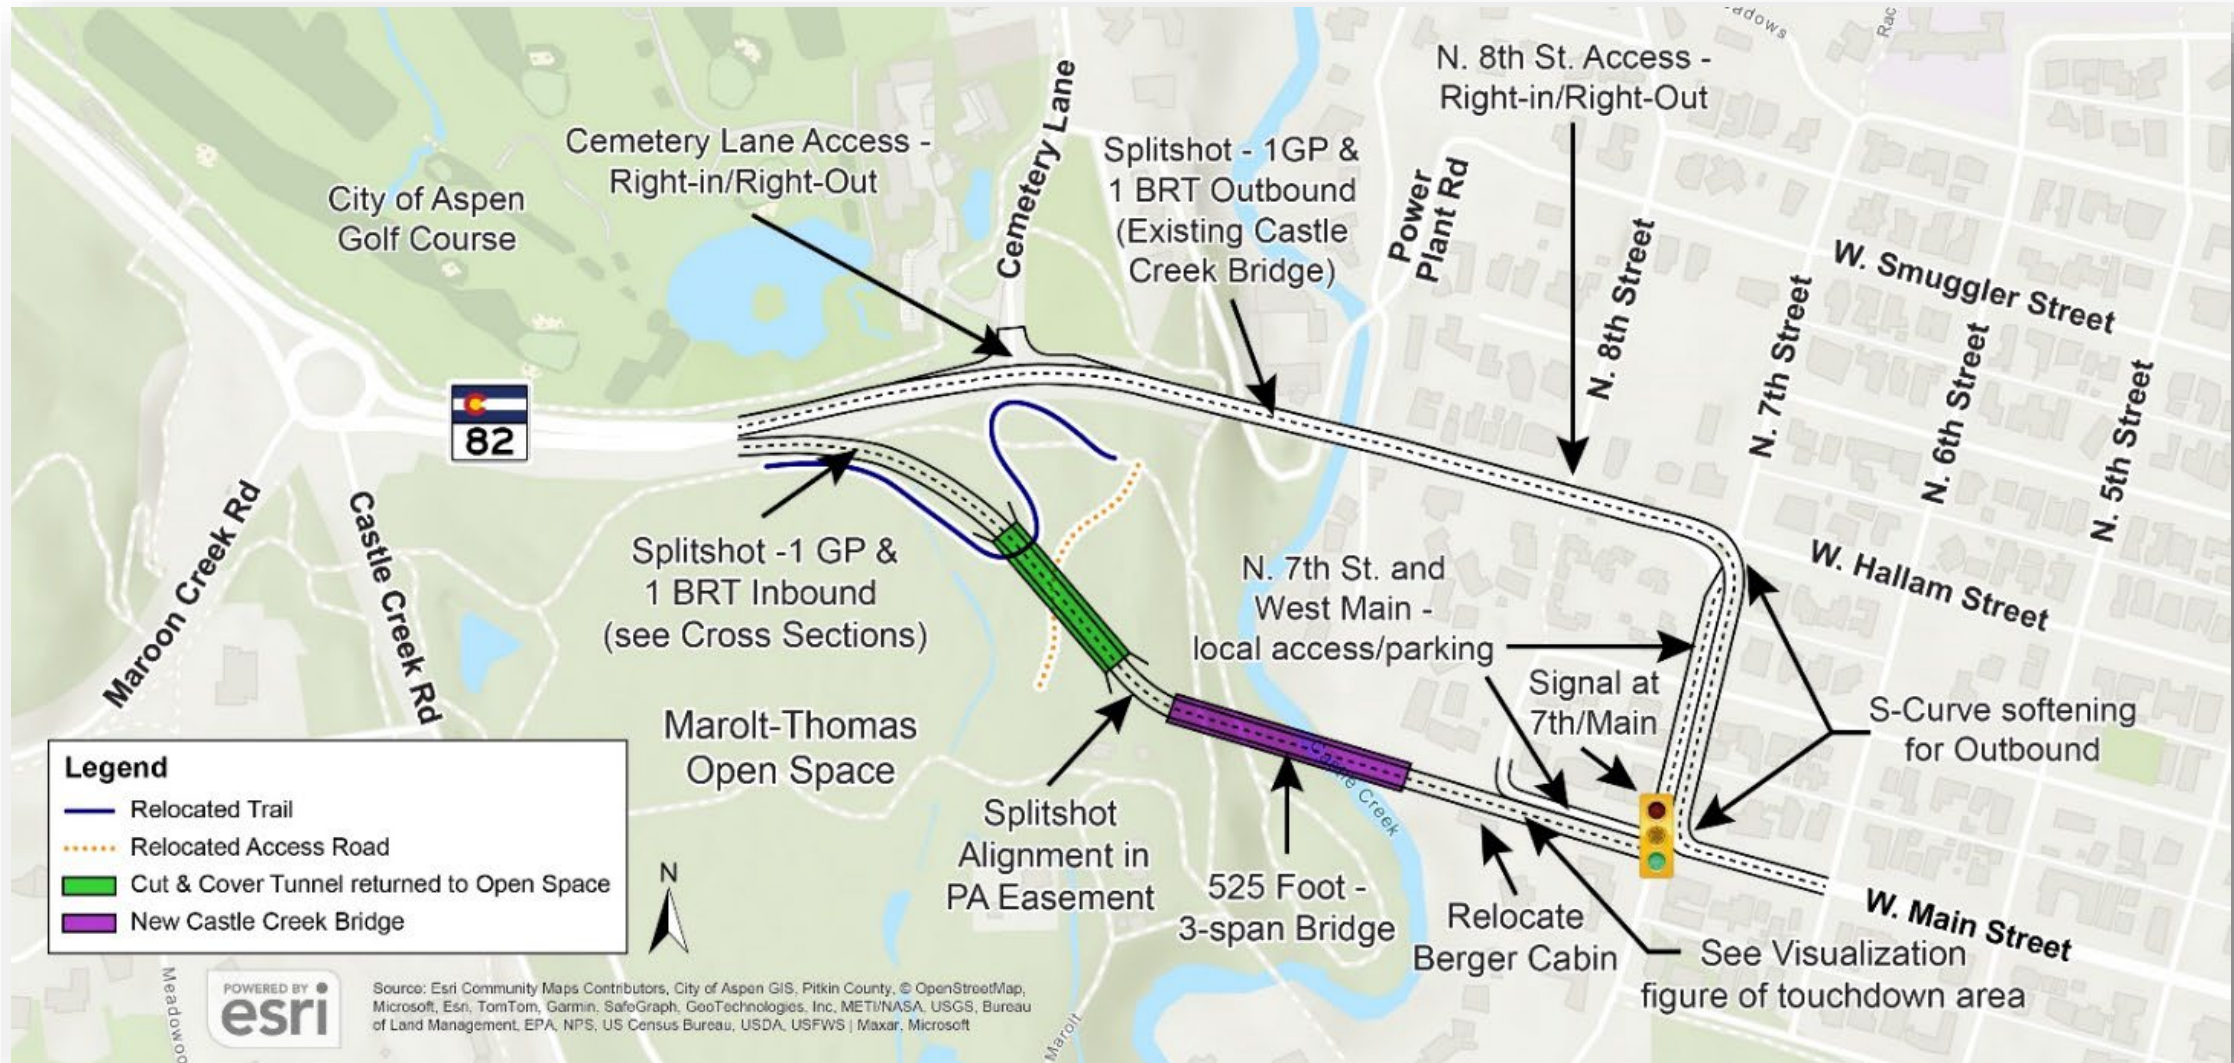 adows
Rac
N. 8th St. Access -
Right-in/Right-Out
Cemetery Lane Access -
Right-in/Right-Out
Cemetery Lane
Splitshot - 1GP &
1 BRT Outbound
(Existing Castle
Creek Bridge)
Power
Plant Rd
City of Aspen
Golf Course
N. 8th Street
W. Smuggler Street
N. 7th Street
N. 6th Street
N. 5th Street
82
Maroon Creek Rd
Castle Creek Rd
Splitshot -1 GP &
1 BRT Inbound
(see Cross Sections)
N. 7th St. and
West Main -
local access/parking
W. Hallam Street
Signal at
7th/Main
S-Curve softening
for Outbound
Marolt-Thomas
Open Space
Castle Creek
Splitshot
Alignment in
PA Easement
525 Foot -
3-span Bridge
Relocate
Berger Cabin
W. Main Street
See Visualization
figure of touchdown area
Legend
Relocated Trail
Relocated Access Road
Cut & Cover Tunnel returned to Open Space
New Castle Creek Bridge
N
Meadowoo
Marolt
POWERED BY
esri
Source: Esri Community Maps Contributors, City of Aspen GIS, Pitkin County, © OpenStreetMap,
Microsoft, Esri, TomTom, Garmin, SafeGraph, GeoTechnologies, Inc, METI/NASA, USGS, Bureau
of Land Management, EPA, NPS, US Census Bureau, USDA, USFWS | Maxar, Microsoft